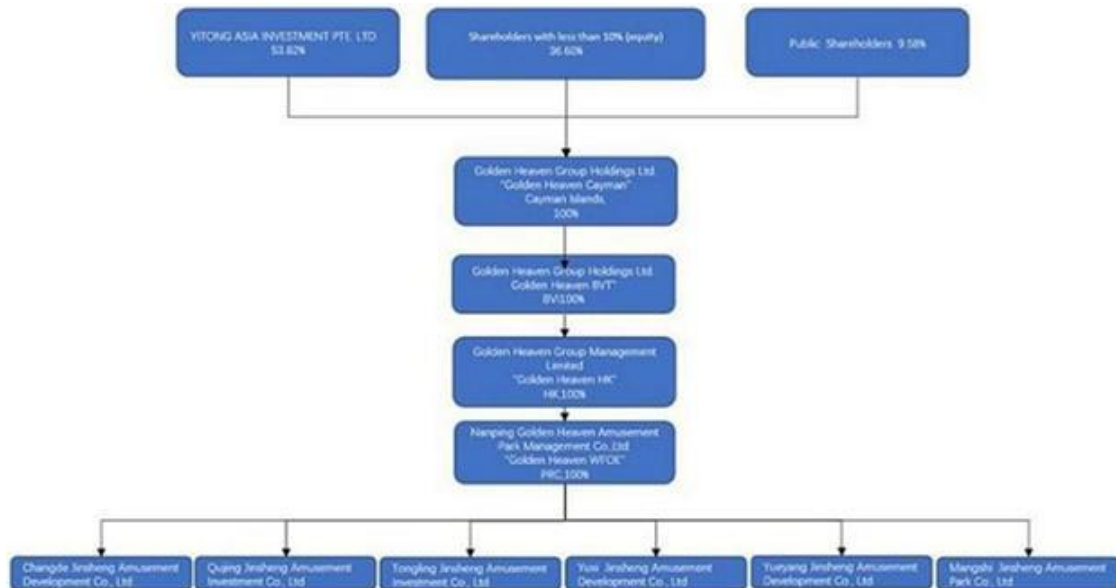 YITONG ASIA INVESTMENT PTE. LTD
53.82%
Shareholders with less than 10% (equity)
36.60%
Public Shareholders 9.58%
Golden Heaven Group Holdings Ltd.
"Golden Heaven Cayman"
Cayman Islands,
100%
Golden Heaven Group Holdings Ltd.
Golden Heaven BVT"
BVI100%
Golden Heaven Group Management
Limited
"Golden Heaven HK"
HK,100%
Nanping Golden Heaven Amusement
Park Management Co.,Ltd
"Golden Heaven WFOE"
PRC,100%
Changde Jinsheng Amusement
Development Co., Ltd
Qujing Jinsheng Amusement
Investment Co., Ltd
Tongling Jinsheng Amusement
Investment Co., Ltd
Yuxi Jinsheng Amusement
Development Co., Ltd
Yueyang Jinsheng Amusement
Development Co., Ltd
Mangshi Jinsheng Amusement
Park Co., Ltd.